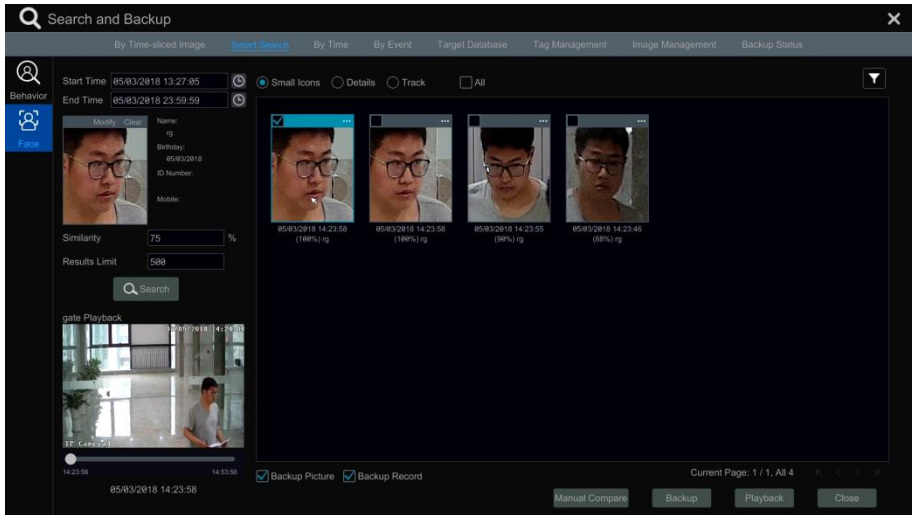 Search and Backup
By Time-sliced Image
Smart Search
By Time
By Event
Target Database
Tag Management
Image Management
Backup Status
Behavior
Face
Start Time 05/03/2018 13:27:05
End Time 05/03/2018 23:59:59
Modify Clear
Name:
rg
Birthday:
05/03/2018
ID Number:
Mobile:
Similarity 75 %
Results Limit 500
Search
gate Playback
IP Camera
14:23:56 14:53:56
05/03/2018 14:23:58
Small Icons Details Track All
05/03/2018 14:23:58
(100%) rg
05/03/2018 14:23:58
(100%) rg
05/03/2018 14:23:55
(90%) rg
05/03/2018 14:23:46
(88%) rg
Backup Picture Backup Record
Current Page: 1 / 1, All 4
Manual Compare Backup Playback Close